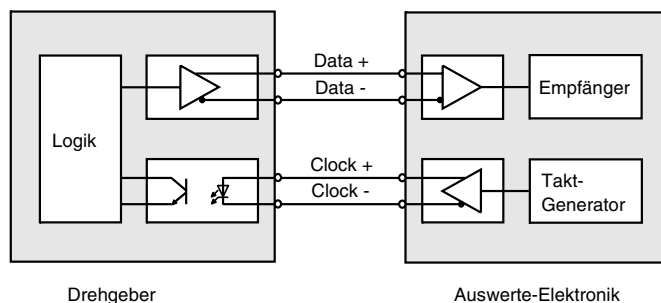 Data +
Data -
Empfänger
Logik
Clock +
Clock -
Takt-
Generator
Drehgeber
Auswerte-Elektronik